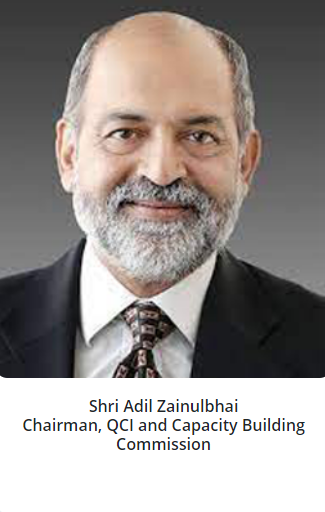 Shri Adil Zainulbhai
Chairman, QCI and Capacity Building
Commission